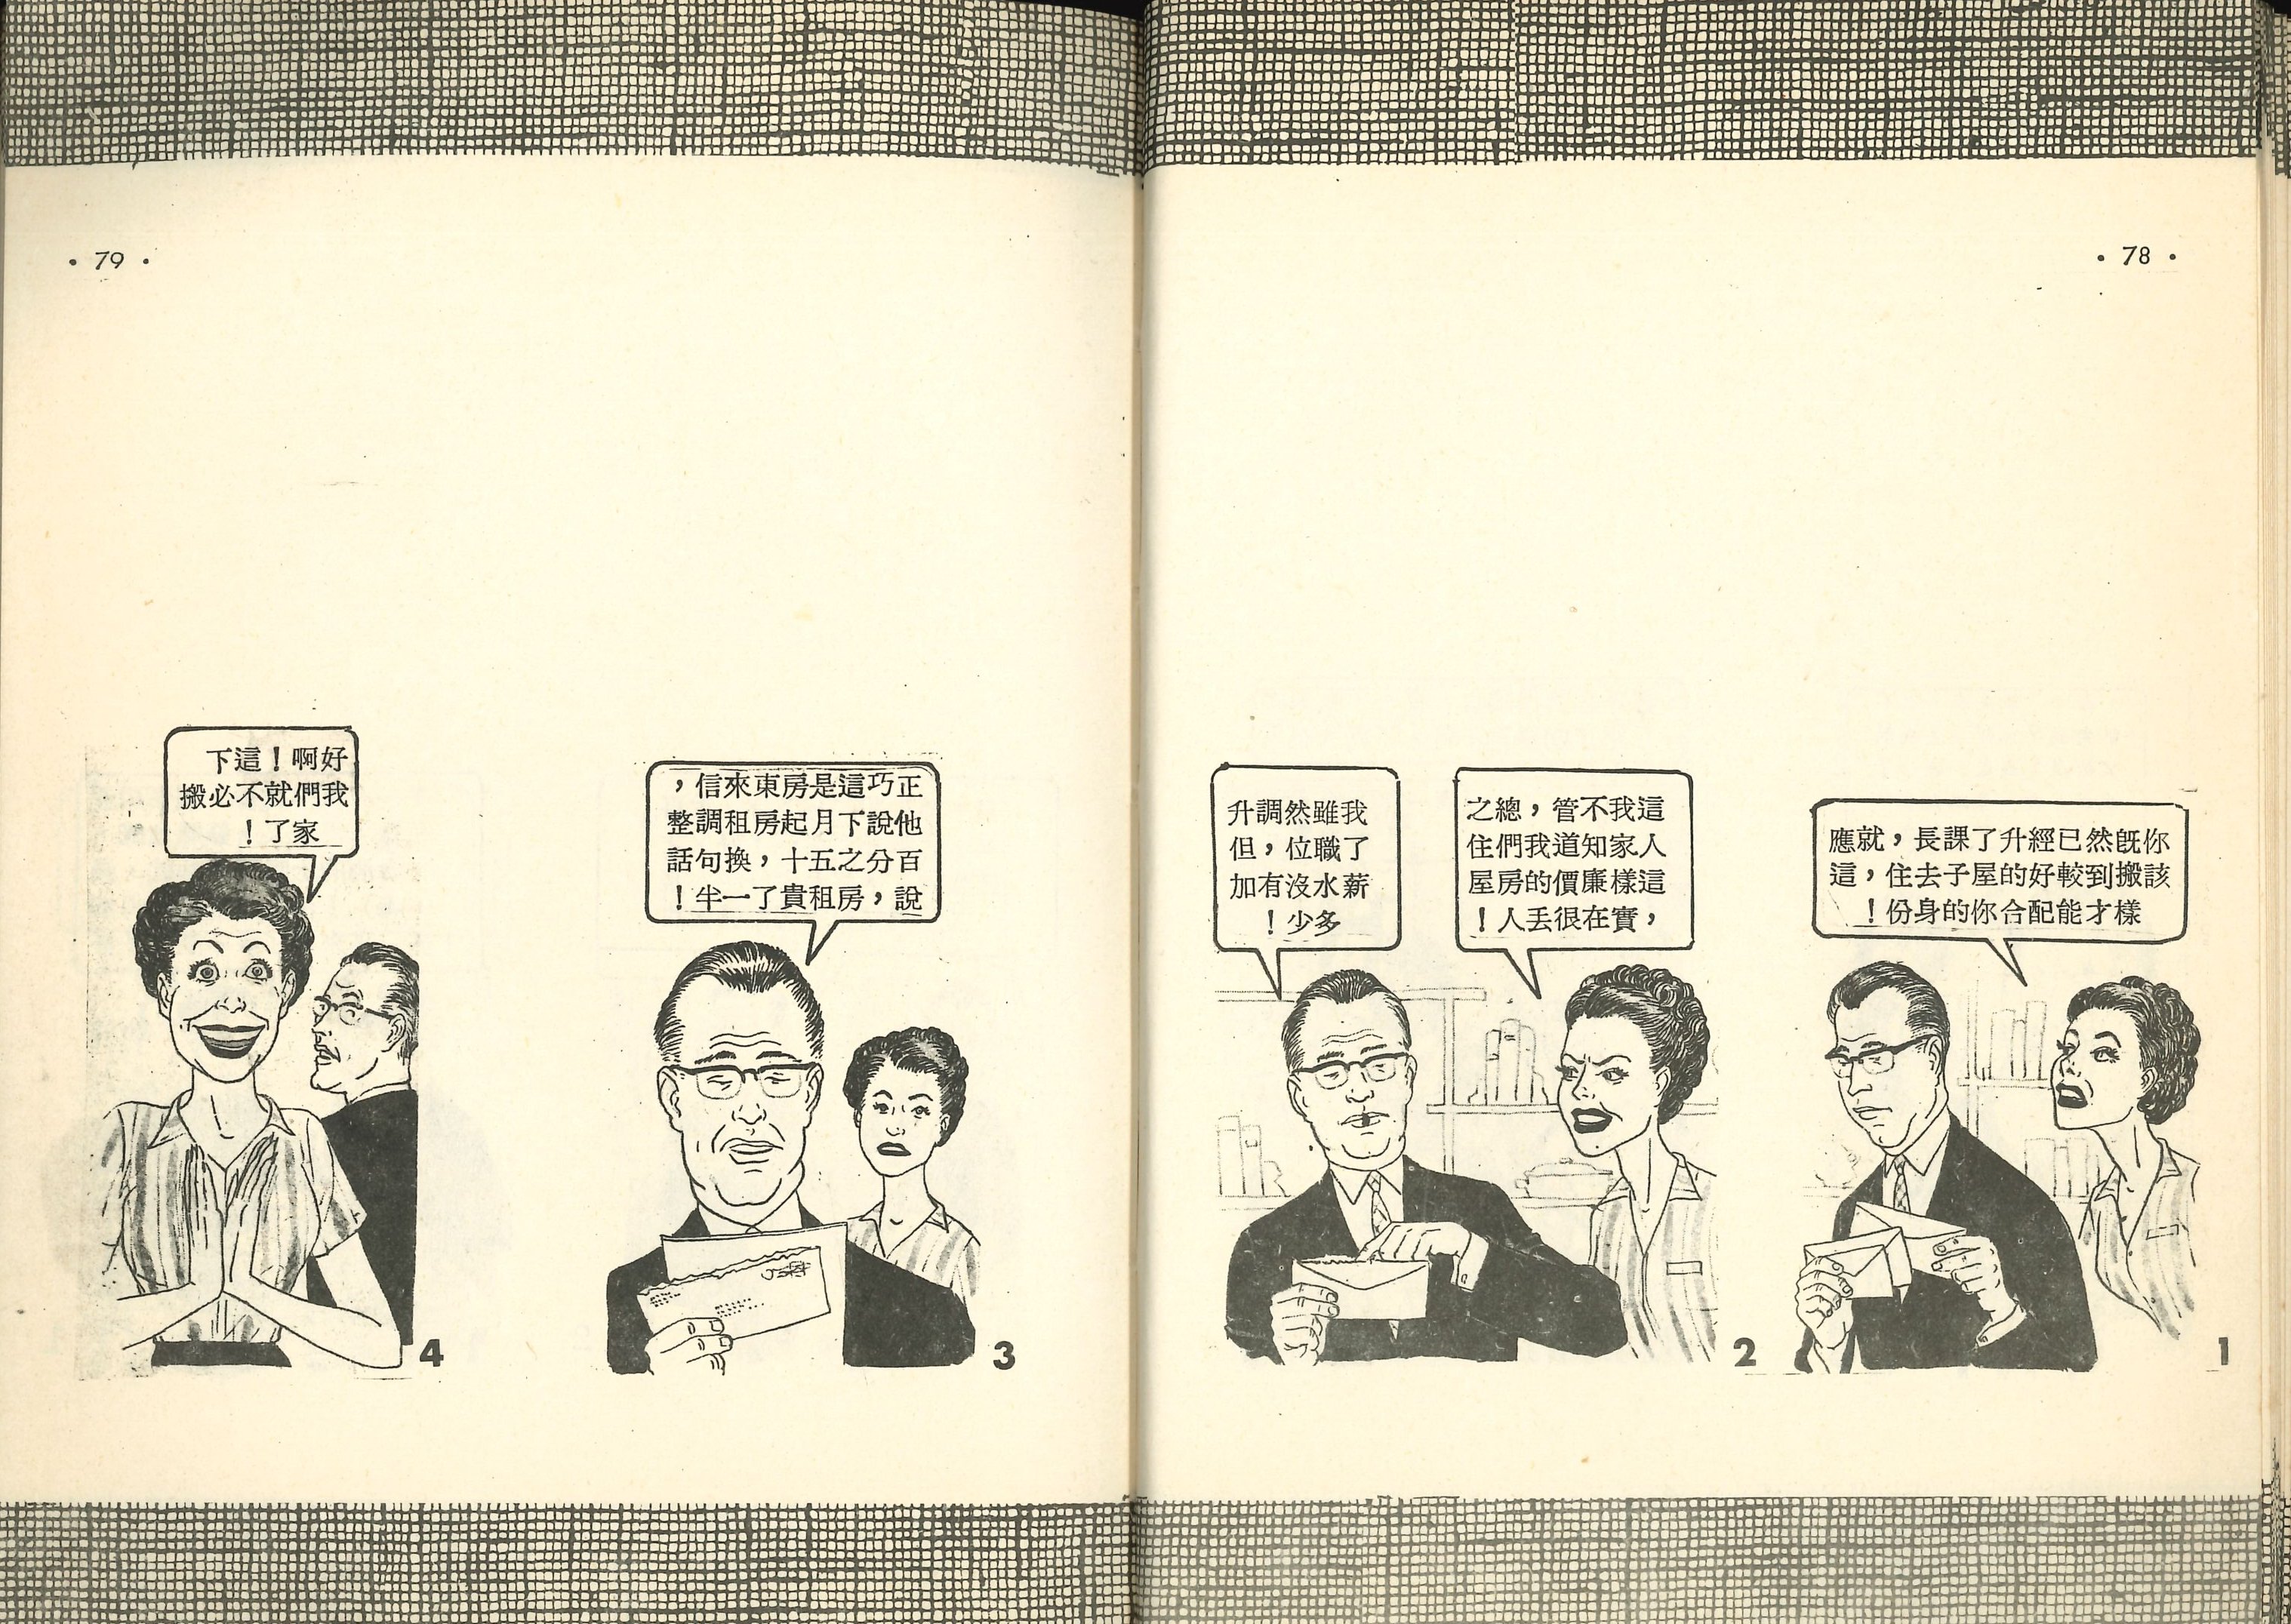 • 78 •
你旣然已經升了課長，就應
該搬到較好的屋子去住，這
樣才能配合你的身份！
1
我雖然調升
了職位，但
薪水沒有加
多少！
這我不管，總之
人家知道我們住
這樣廉價的房屋
，實在很丟人！
2
• 79 •
正巧這是房東來信，
他說下月起房租調整
百分之五十，換句話
說，房租貴了一半！
3
好啊！這下
我們就不必搬
家了！
4